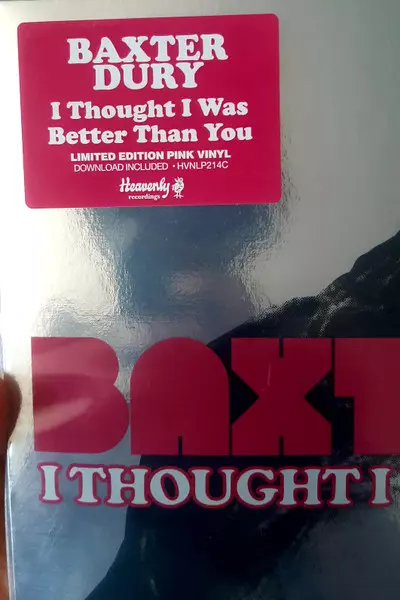 BAXTER
DURY
I Thought I Was
Better Than You
LIMITED EDITION PINK VINYL
DOWNLOAD INCLUDED • HVNLP214C
Heavenly
recordings
BAXT
I THOUGHT I